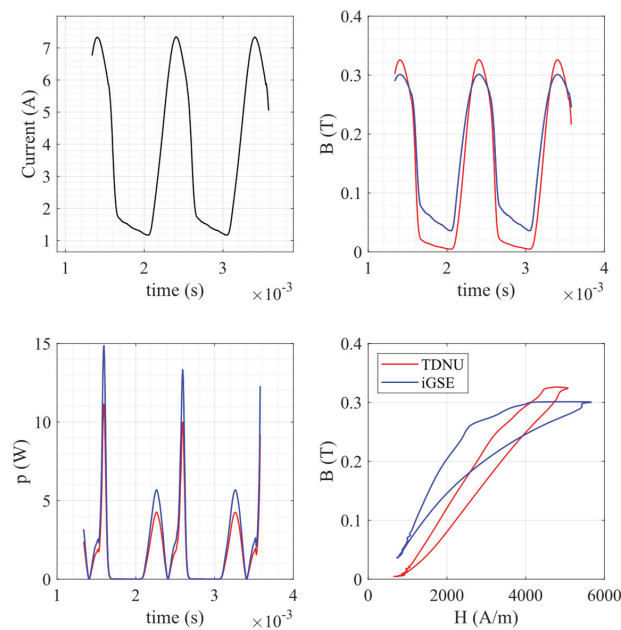 7
6
5
4
3
2
1
Current (A)
1 2 3
time (s) ×10⁻³
0.4
0.3
0.2
0.1
0
B (T)
1 2 3 4
time (s) ×10⁻³
15
10
5
0
p (W)
1 2 3 4
time (s) ×10⁻³
0.4
0.3
0.2
0.1
0
B (T)
TDNU
iGSE
0 2000 4000 6000
H (A/m)